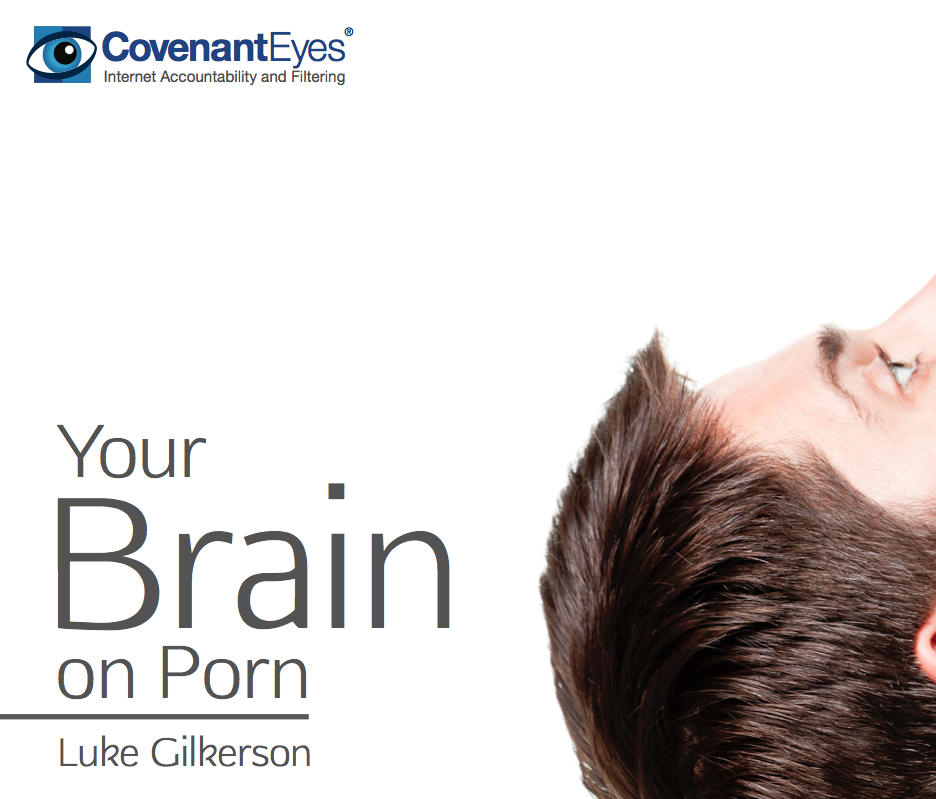 CovenantEyes®
Internet Accountability and Filtering
Your
Brain
on Porn
Luke Gilkerson